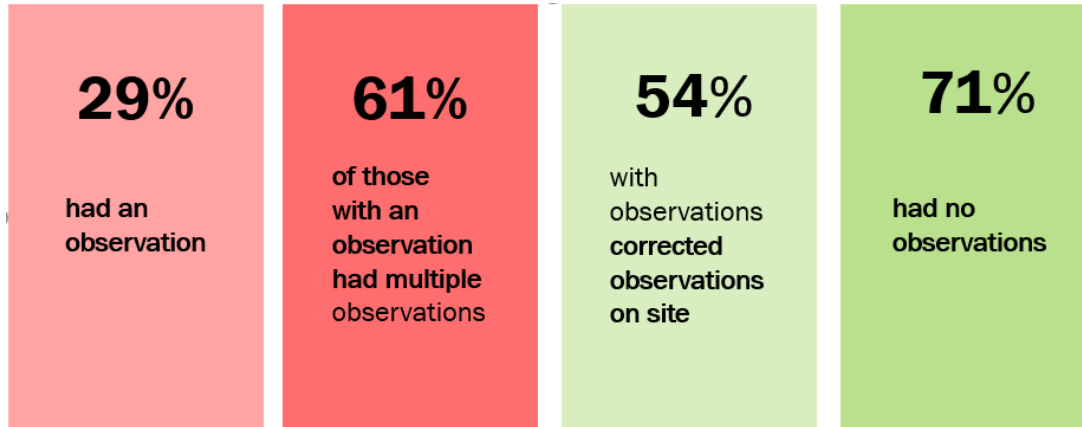 29%
had an
observation
61%
of those
with an
observation
had multiple
observations
54%
with
observations
corrected
observations
on site
71%
had no
observations